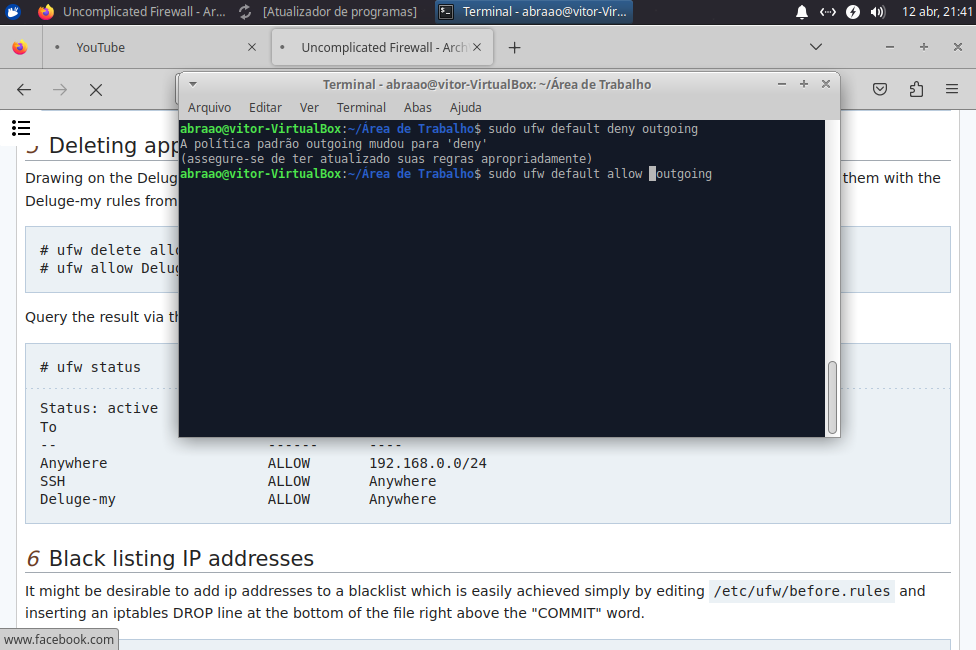 Uncomplicated Firewall - Ar...
[Atualizador de programas]
Terminal - abraao@vitor-Vir...
12 abr, 21:41
YouTube
Uncomplicated Firewall - Arch
Terminal - abraao@vitor-VirtualBox: ~/Área de Trabalho
Arquivo Editar Ver Terminal Abas Ajuda
abraao@vitor-VirtualBox:~/Área de Trabalho$ sudo ufw default deny outgoing
A política padrão outgoing mudou para 'deny'
(assegure-se de ter atualizado suas regras apropriadamente)
abraao@vitor-VirtualBox:~/Área de Trabalho$ sudo ufw default allow outgoing
5 Deleting app
Drawing on the Delug
them with the
Deluge-my rules from
# ufw delete allo
# ufw allow Delug
Query the result via th
# ufw status
Status: active
To
-- ------ ----
Anywhere ALLOW 192.168.0.0/24
SSH ALLOW Anywhere
Deluge-my ALLOW Anywhere
6 Black listing IP addresses
It might be desirable to add ip addresses to a blacklist which is easily achieved simply by editing /etc/ufw/before.rules and
inserting an iptables DROP line at the bottom of the file right above the "COMMIT" word.
www.facebook.com